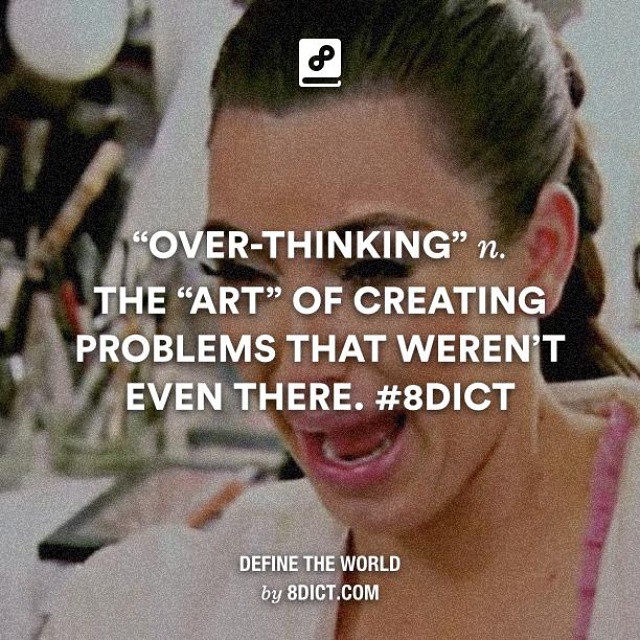 “OVER-THINKING” n.
THE “ART” OF CREATING
PROBLEMS THAT WEREN’T
EVEN THERE. #8DICT
DEFINE THE WORLD
by 8DICT.COM